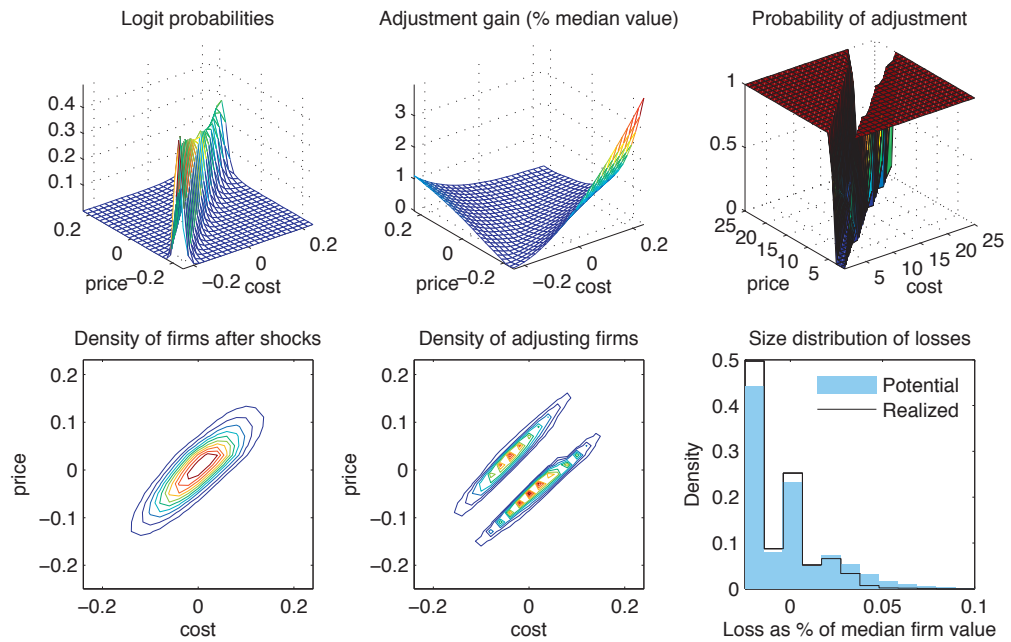 Logit probabilities
0.4
0.3
0.2
0.1
0.2
0
−0.2
price
−0.2
0
0.2
cost
Adjustment gain (% median value)
3
2
1
0
0.2
0
−0.2
price
−0.2
0
0.2
cost
Probability of adjustment
1
0.5
0
25
20
15
10
5
price
5
10
15
20
25
cost
Density of firms after shocks
0.2
0.1
0
−0.1
−0.2
price
−0.2
0
0.2
cost
Density of adjusting firms
0.2
0.1
0
−0.1
−0.2
price
−0.2
0
0.2
cost
Size distribution of losses
0.5
0.4
0.3
0.2
0.1
0
Density
Potential
Realized
0
0.05
0.1
Loss as % of median firm value